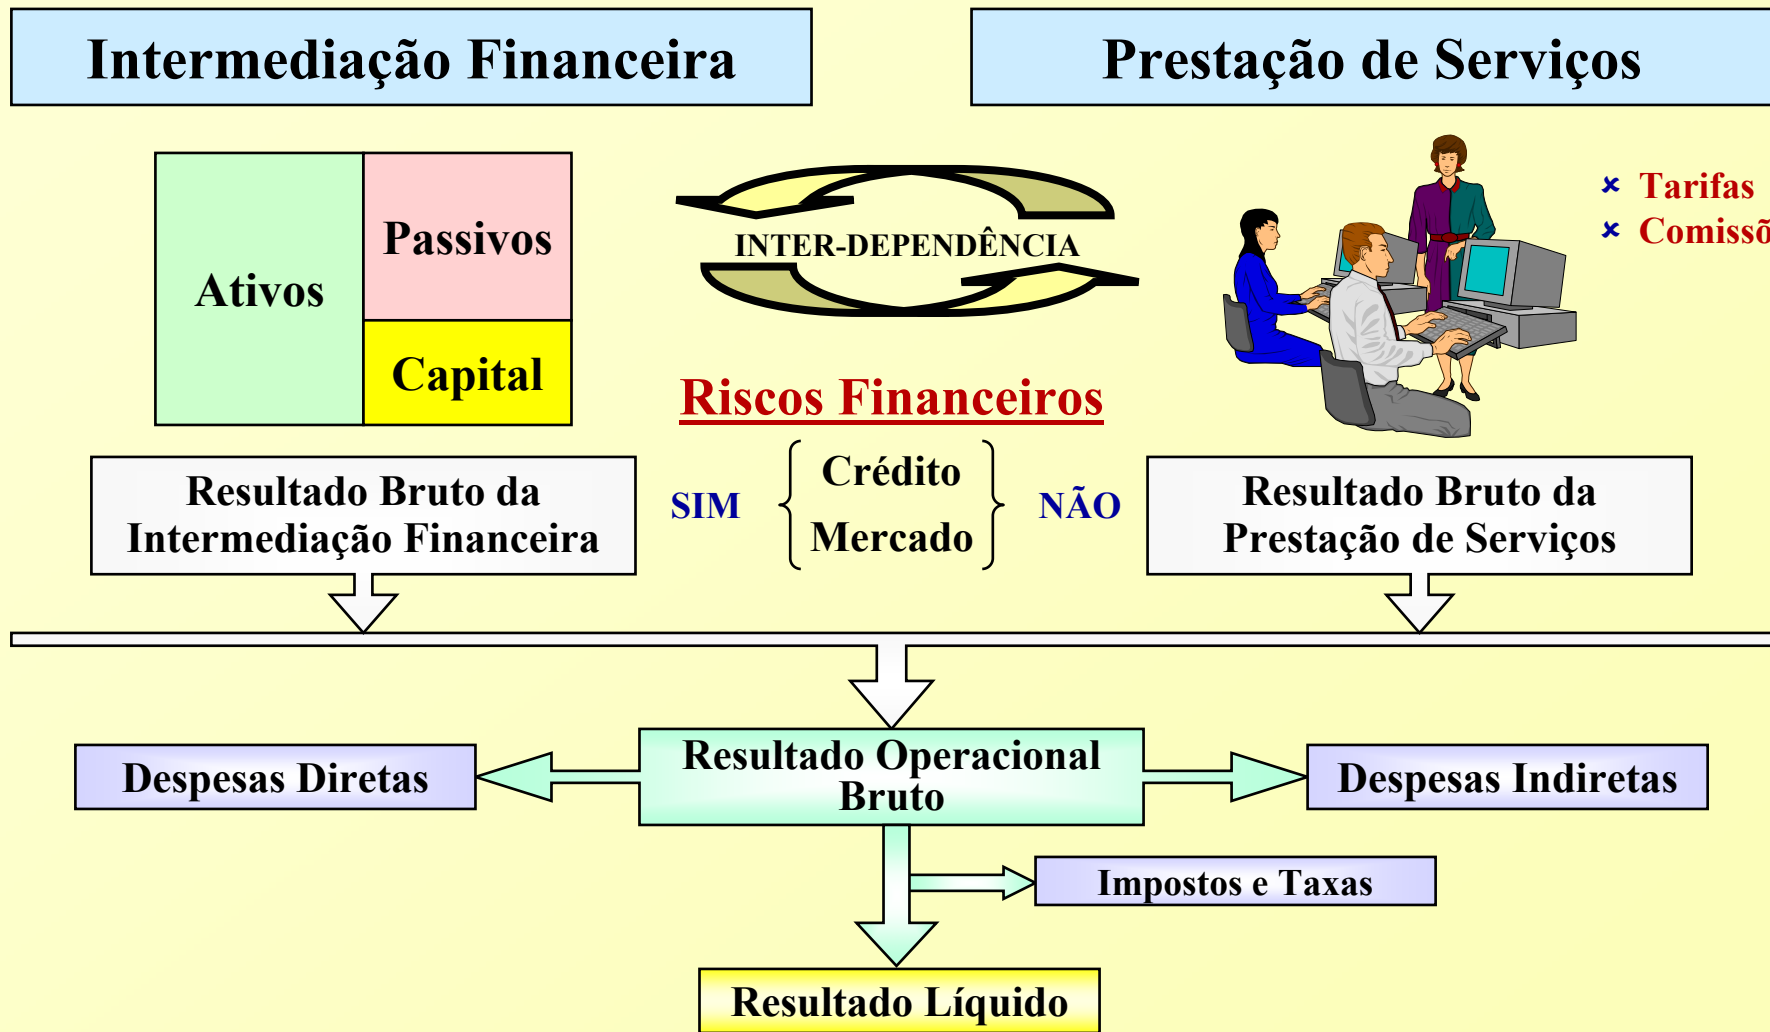 Intermediação Financeira
Prestação de Serviços
Ativos
Passivos
Capital
INTER-DEPENDÊNCIA
Tarifas
Comissõ
Riscos Financeiros
SIM
Crédito
Mercado
NÃO
Resultado Bruto da
Intermediação Financeira
Resultado Bruto da
Prestação de Serviços
Resultado Operacional
Bruto
Despesas Diretas
Despesas Indiretas
Impostos e Taxas
Resultado Líquido